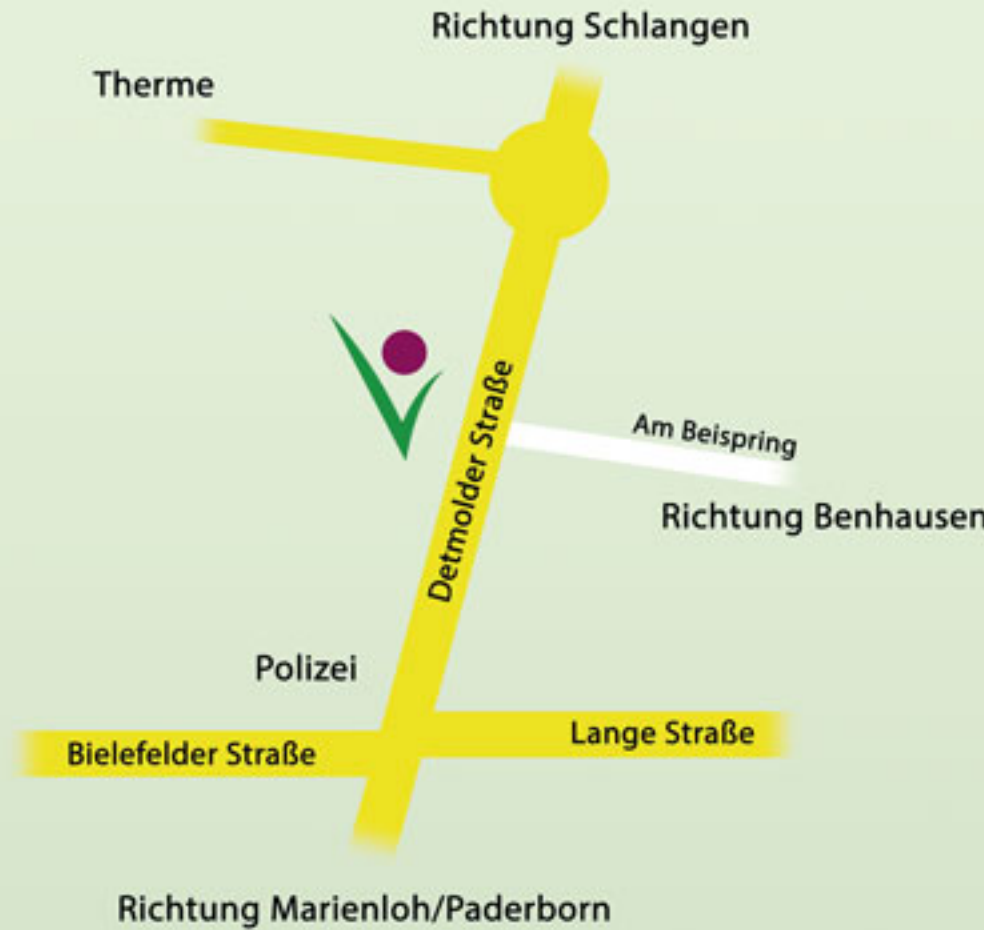 Richtung Schlangen
Therme
Detmolder Straße
Am Beispring
Richtung Benhausen
Polizei
Lange Straße
Bielefelder Straße
Richtung Marienloh/Paderborn